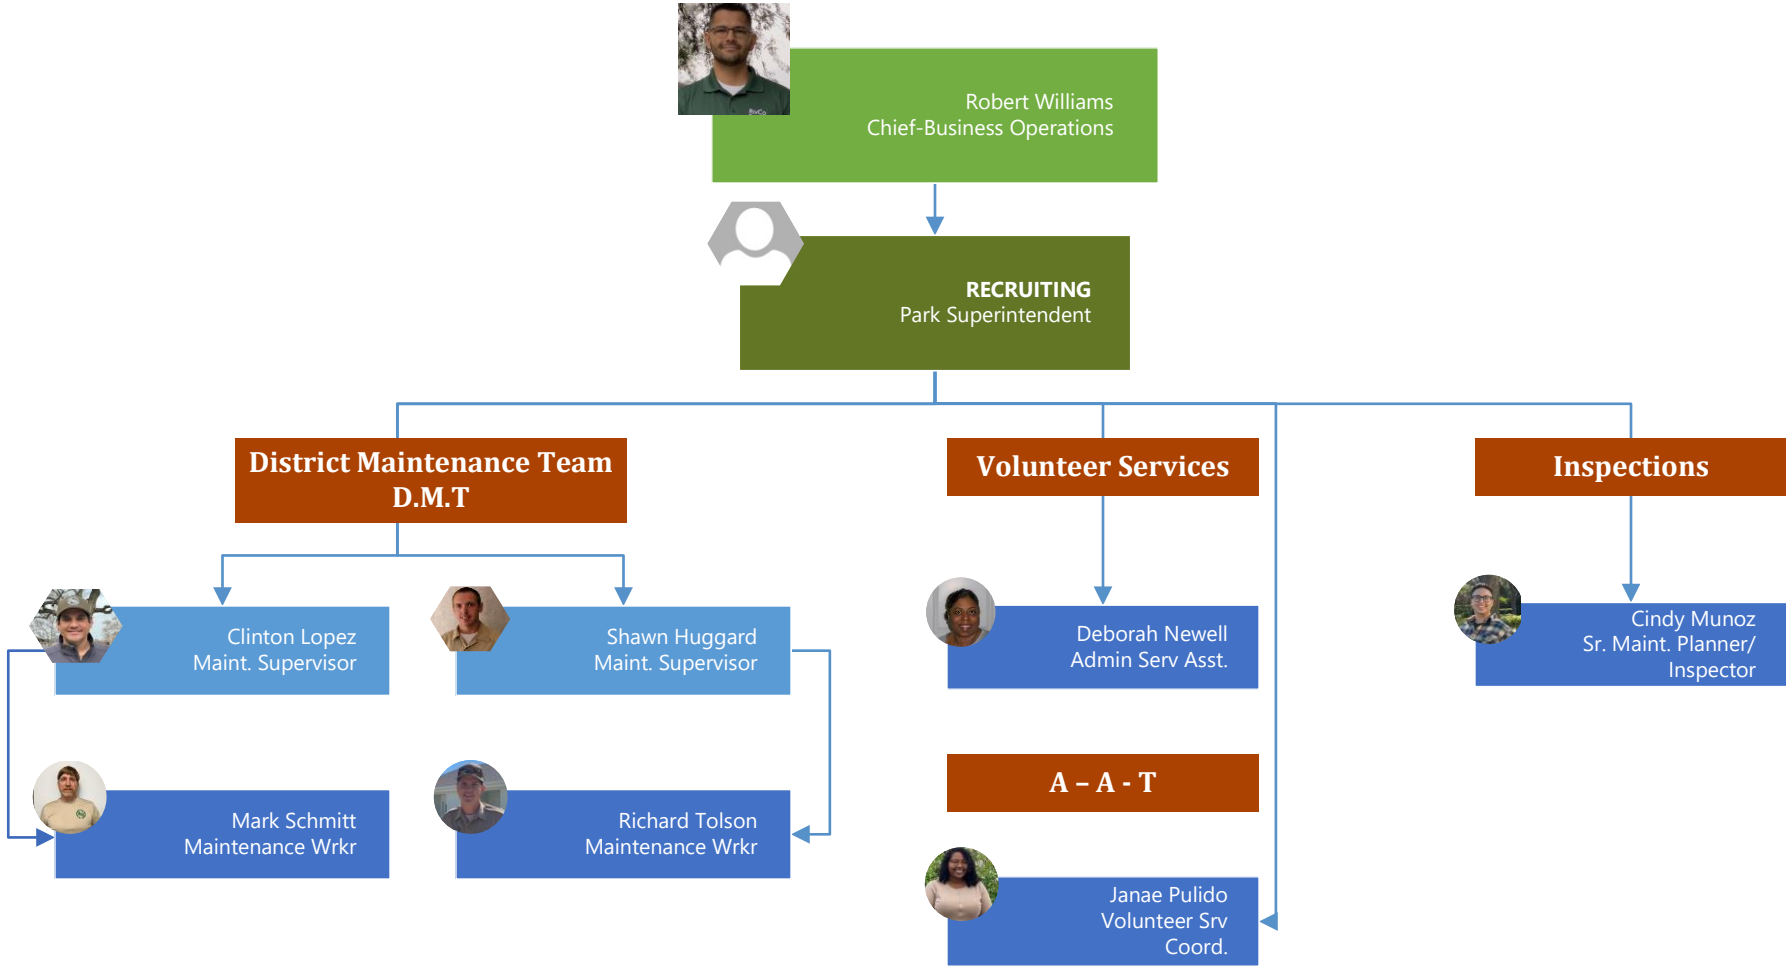 Robert Williams
Chief-Business Operations
RECRUITING
Park Superintendent
District Maintenance Team
D.M.T
Volunteer Services
Inspections
Clinton Lopez
Maint. Supervisor
Shawn Huggard
Maint. Supervisor
Deborah Newell
Admin Serv Asst.
Cindy Munoz
Sr. Maint. Planner/
Inspector
A – A - T
Mark Schmitt
Maintenance Wrkr
Richard Tolson
Maintenance Wrkr
Janae Pulido
Volunteer Srv
Coord.